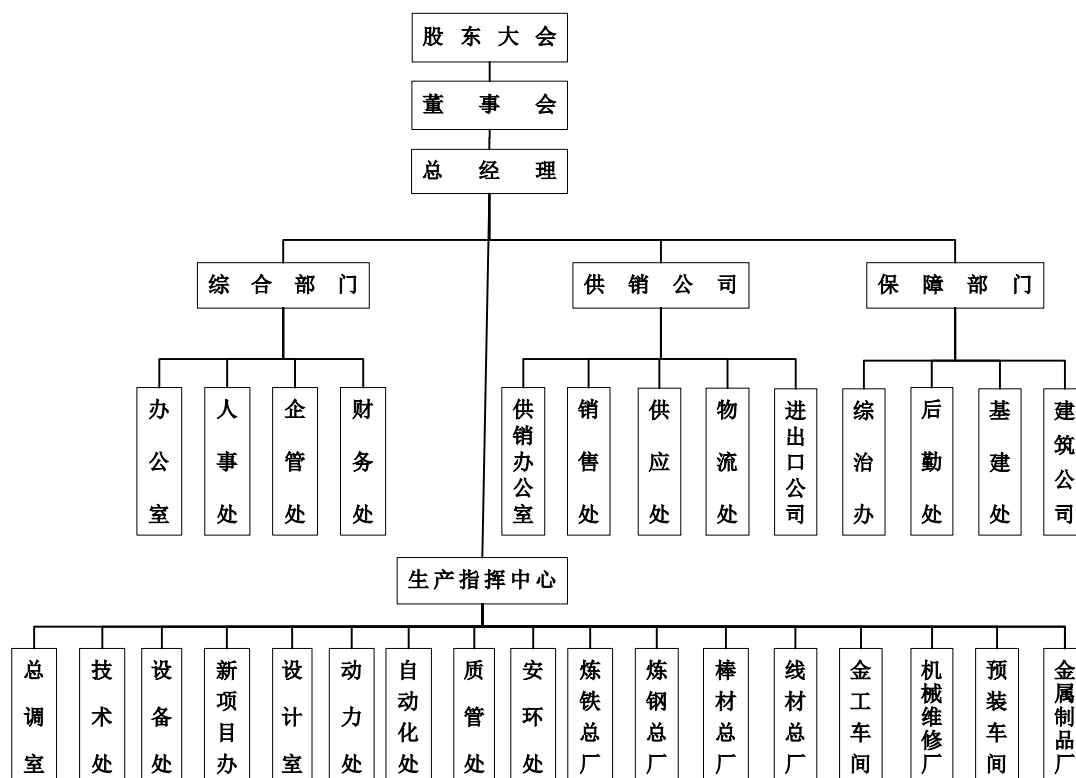 股东大会
董事会
总经理
综合部门
供销公司
保障部门
办公室
人事处
企管处
财务处
供销办公室
销售处
供应处
物流处
进出口公司
综治办
后勤处
基建处
建筑公司
生产指挥中心
总调室
技术处
设备处
新项目办
设计室
动力处
自动化处
质管处
安环处
炼铁总厂
炼钢总厂
棒材总厂
线材总厂
金工车间
机械维修厂
预装车间
金属制品厂